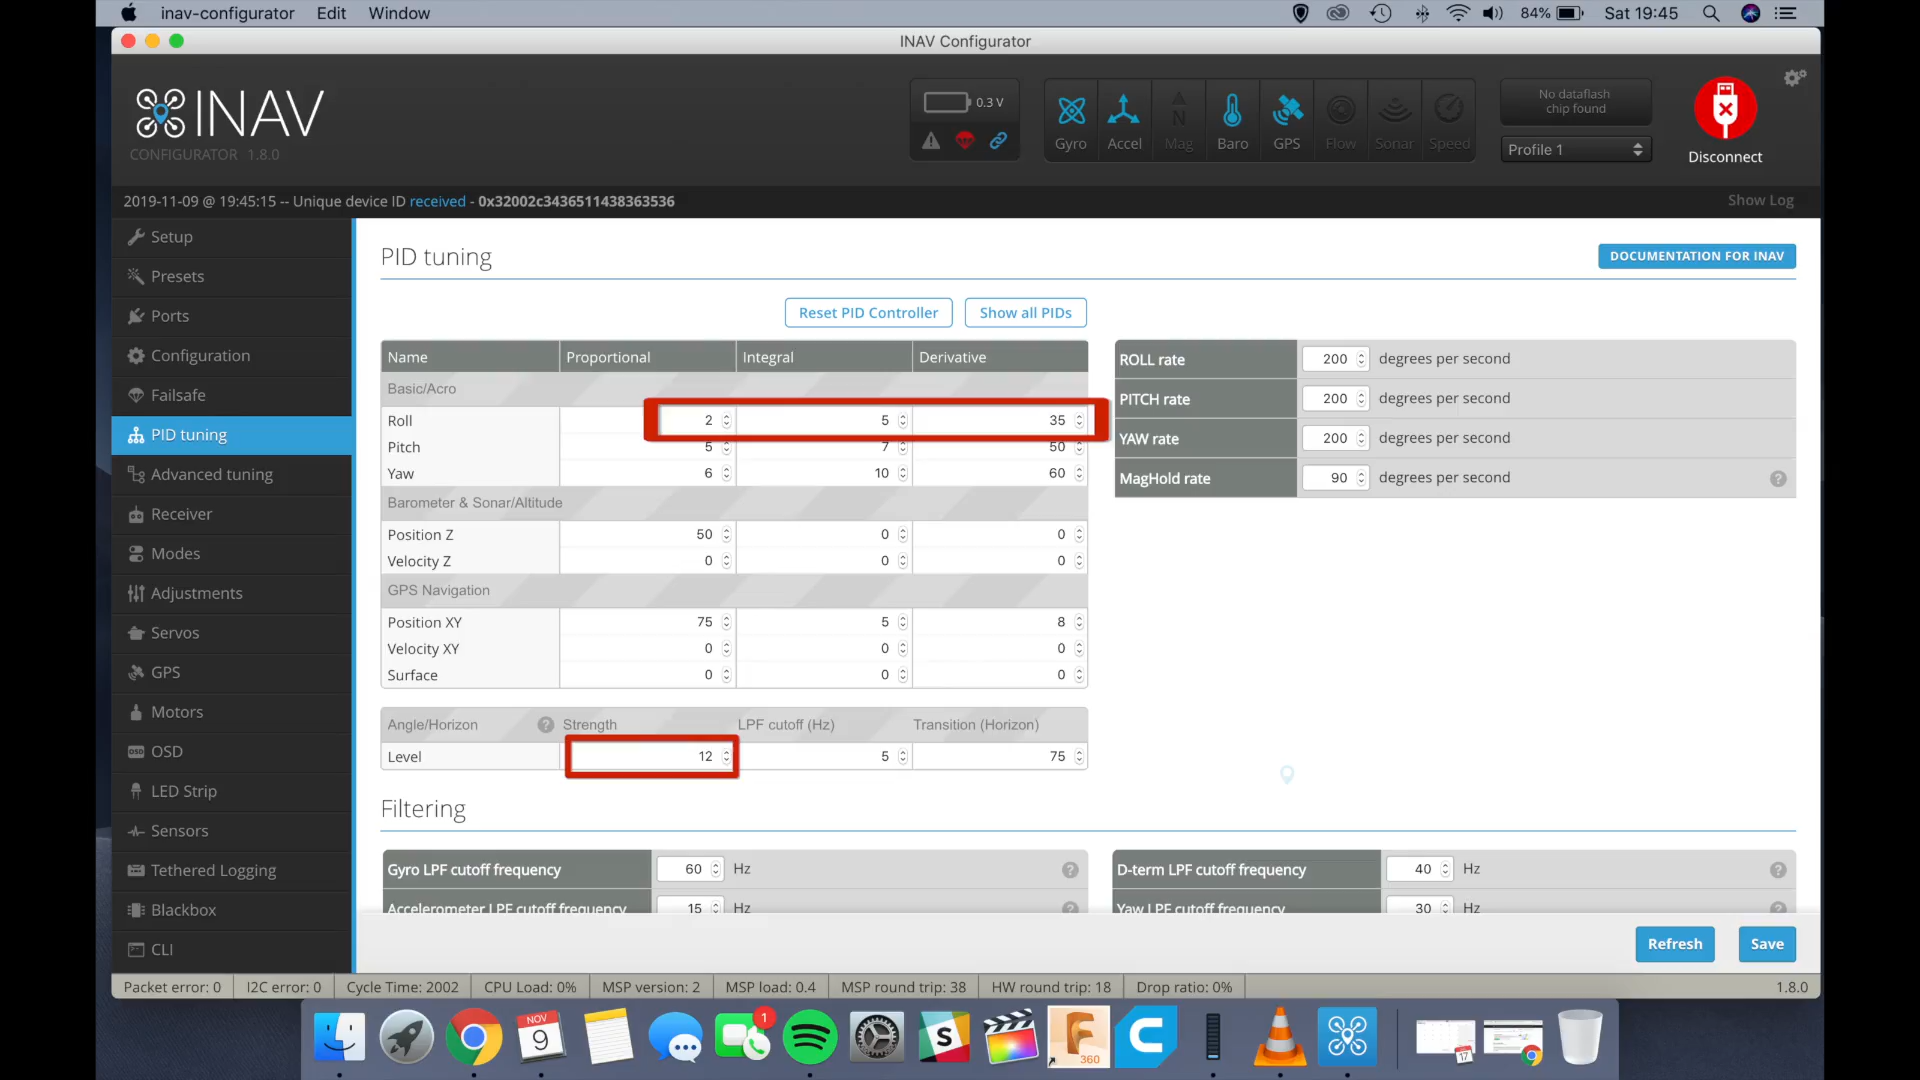 inav-configurator Edit Window 84% Sat 19:45
INAV Configurator
INAV
CONFIGURATOR 1.8.0
0.3 V
Gyro Accel Mag Baro GPS Flow Sonar Speed
No dataflash
chip found
Profile 1
Disconnect
2019-11-09 @ 19:45:15 -- Unique device ID received - 0x32002c3436511438363536
Show Log
Setup
Presets
Ports
Configuration
Failsafe
PID tuning
Advanced tuning
Receiver
Modes
Adjustments
Servos
GPS
Motors
OSD
LED Strip
Sensors
Tethered Logging
Blackbox
CLI
PID tuning
DOCUMENTATION FOR INAV
Reset PID Controller Show all PIDs
Name Proportional Integral Derivative
Basic/Acro
Roll 2 5 35
Pitch 5 7 50
Yaw 6 10 60
Barometer & Sonar/Altitude
Position Z 50 0 0
Velocity Z 0 0 0
GPS Navigation
Position XY 75 5 8
Velocity XY 0 0 0
Surface 0 0 0
Angle/Horizon ? Strength LPF cutoff (Hz) Transition (Horizon)
Level 12 5 75
ROLL rate 200 degrees per second
PITCH rate 200 degrees per second
YAW rate 200 degrees per second
MagHold rate 90 degrees per second ?
Filtering
Gyro LPF cutoff frequency 60 Hz ?
Accelerometer LPF cutoff frequency 15 Hz ?
D-term LPF cutoff frequency 40 Hz ?
Yaw LPF cutoff frequency 30 Hz ?
Refresh Save
Packet error: 0 I2C error: 0 Cycle Time: 2002 CPU Load: 0% MSP version: 2 MSP load: 0.4 MSP round trip: 38 HW round trip: 18 Drop ratio: 0% 1.8.0
NOV
9
1
S
F
360
C
17